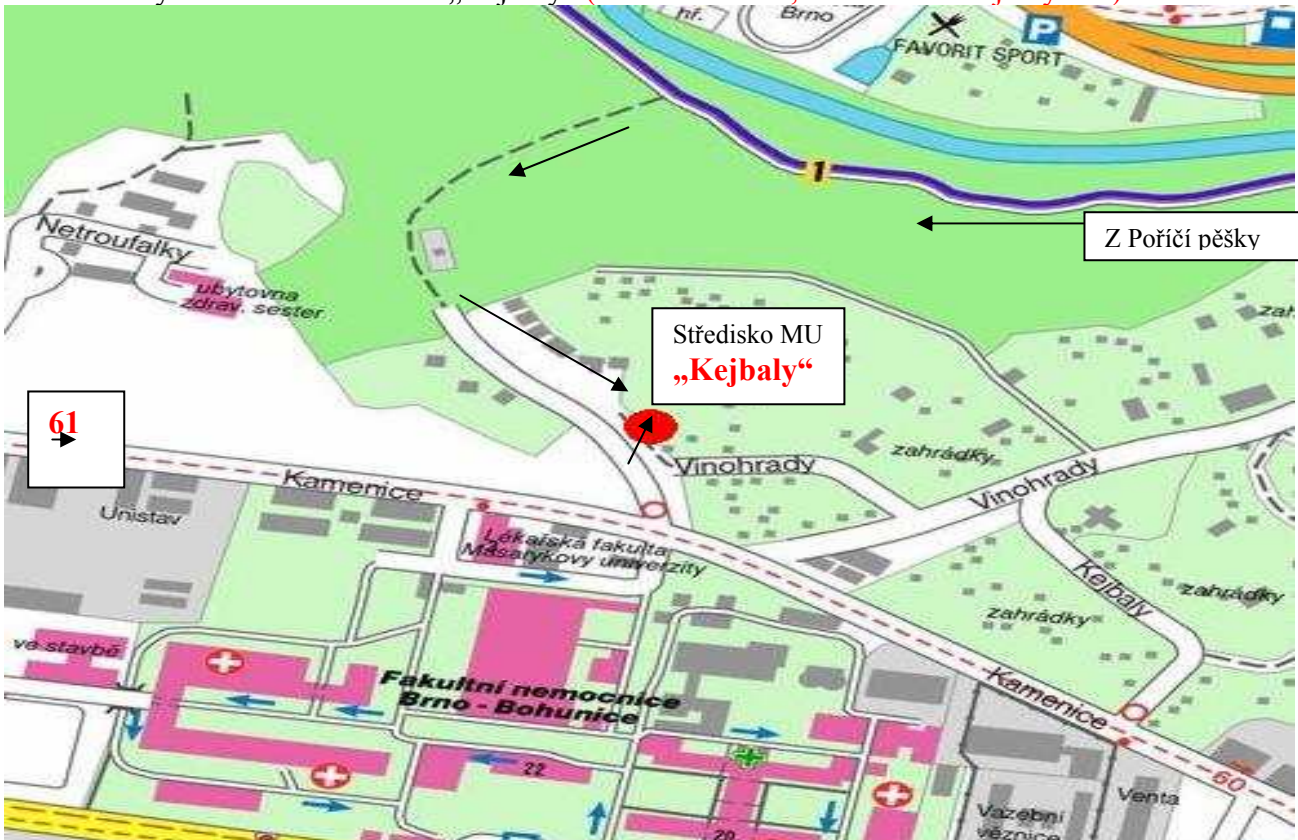 hř.
Brno
FAVORIT SPORT
P
1
Z Poříčí pěšky
Netroufalky
ubytovna
zdrav. sester
Středisko MU
„Kejbaly“
61
zahrádky
Vinohrady
Vinohrady
Kamenice
Unistav
Lékařská fakulta
Masarykovy univerzity
Kejbaly
zahrádky
zahrádky
ve stavbě
Fakultní nemocnice
Brno - Bohunice
Kamenice
22
60
Venta
Vazební
věznice
20